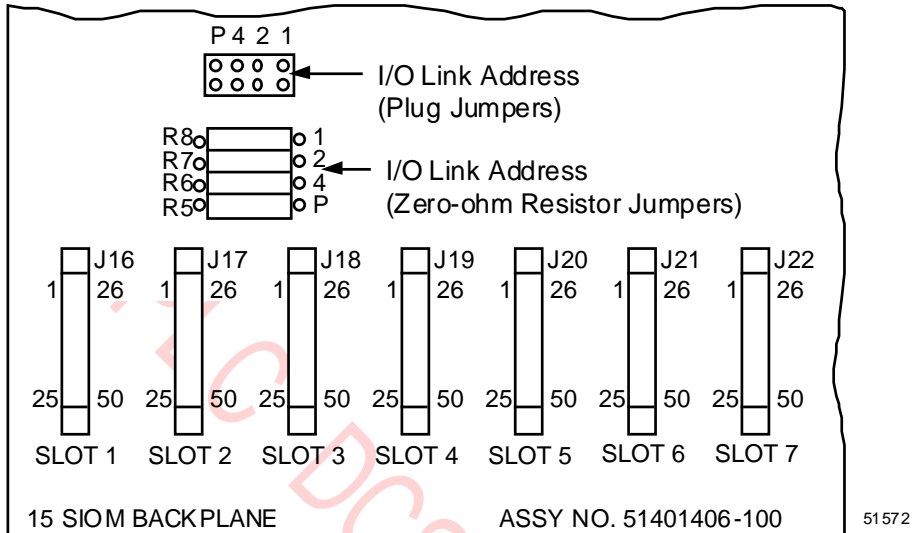 P 4 2 1
I/O Link Address
(Plug Jumpers)
R8 1
R7 2
R6 4
R5 P
I/O Link Address
(Zero-ohm Resistor Jumpers)
J16 J17 J18 J19 J20 J21 J22
1 26 1 26 1 26 1 26 1 26 1 26 1 26
25 50 25 50 25 50 25 50 25 50 25 50 25 50
SLOT 1 SLOT 2 SLOT 3 SLOT 4 SLOT 5 SLOT 6 SLOT 7
15 SIOM BACKPLANE ASSY NO. 51401406-100 51572
LC DCS